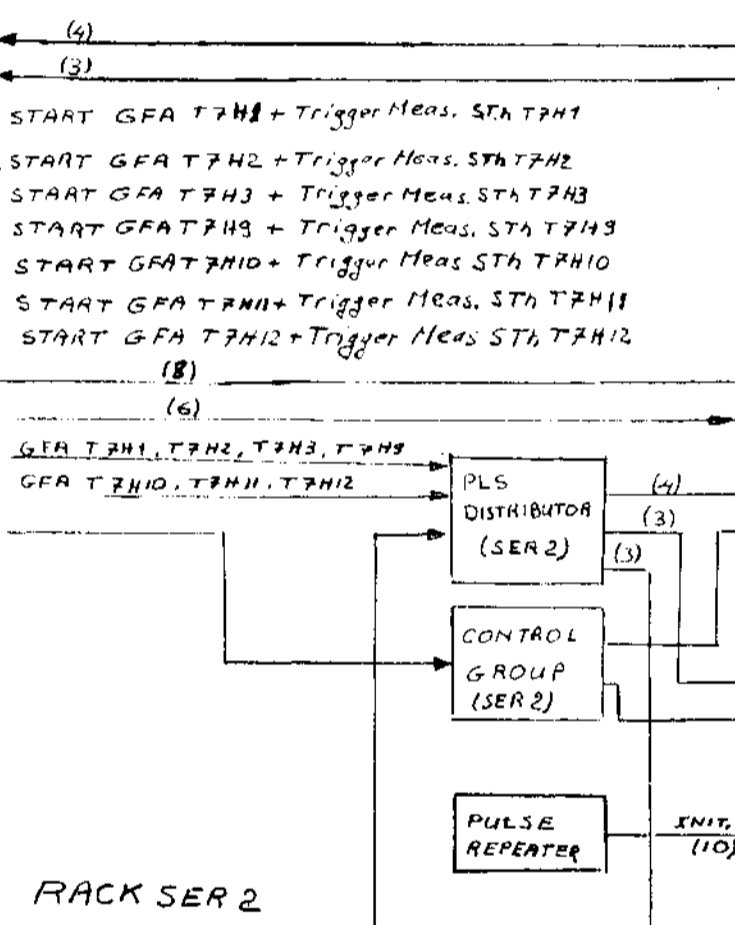 (4)
(3)
START GFA T7H1 + Trigger Meas. STh T7H1
START GFA T7H2 + Trigger Meas. STh T7H2
START GFA T7H3 + Trigger Meas. STh T7H3
START GFA T7H9 + Trigger Meas. STh T7H9
START GFA T7H10 + Trigger Meas STh T7H10
START GFA T7H11 + Trigger Meas. STh T7H11
START GFA T7H12 + Trigger Meas STh T7H12
(8)
(6)
GFA T7H1, T7H2, T7H3, T7H9
GFA T7H10, T7H11, T7H12
PLS
DISTRIBUTOR
(SER 2)
(4)
(3)
(3)
CONTROL
GROUP
(SER 2)
PULSE
REPEATER
INIT.
(10)
RACK SER 2